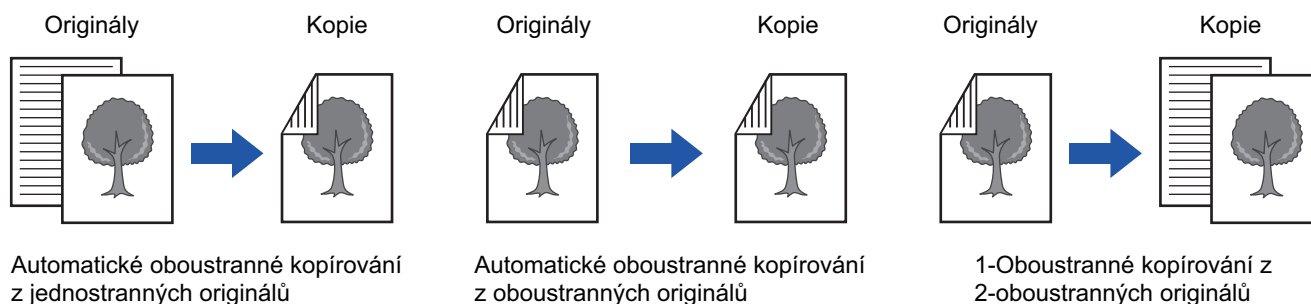 Originály
Kopie
Originály
Kopie
Originály
Kopie
Automatické oboustranné kopírování
z jednostranných originálů
Automatické oboustranné kopírování
z oboustranných originálů
1-Oboustranné kopírování z
2-oboustranných originálů